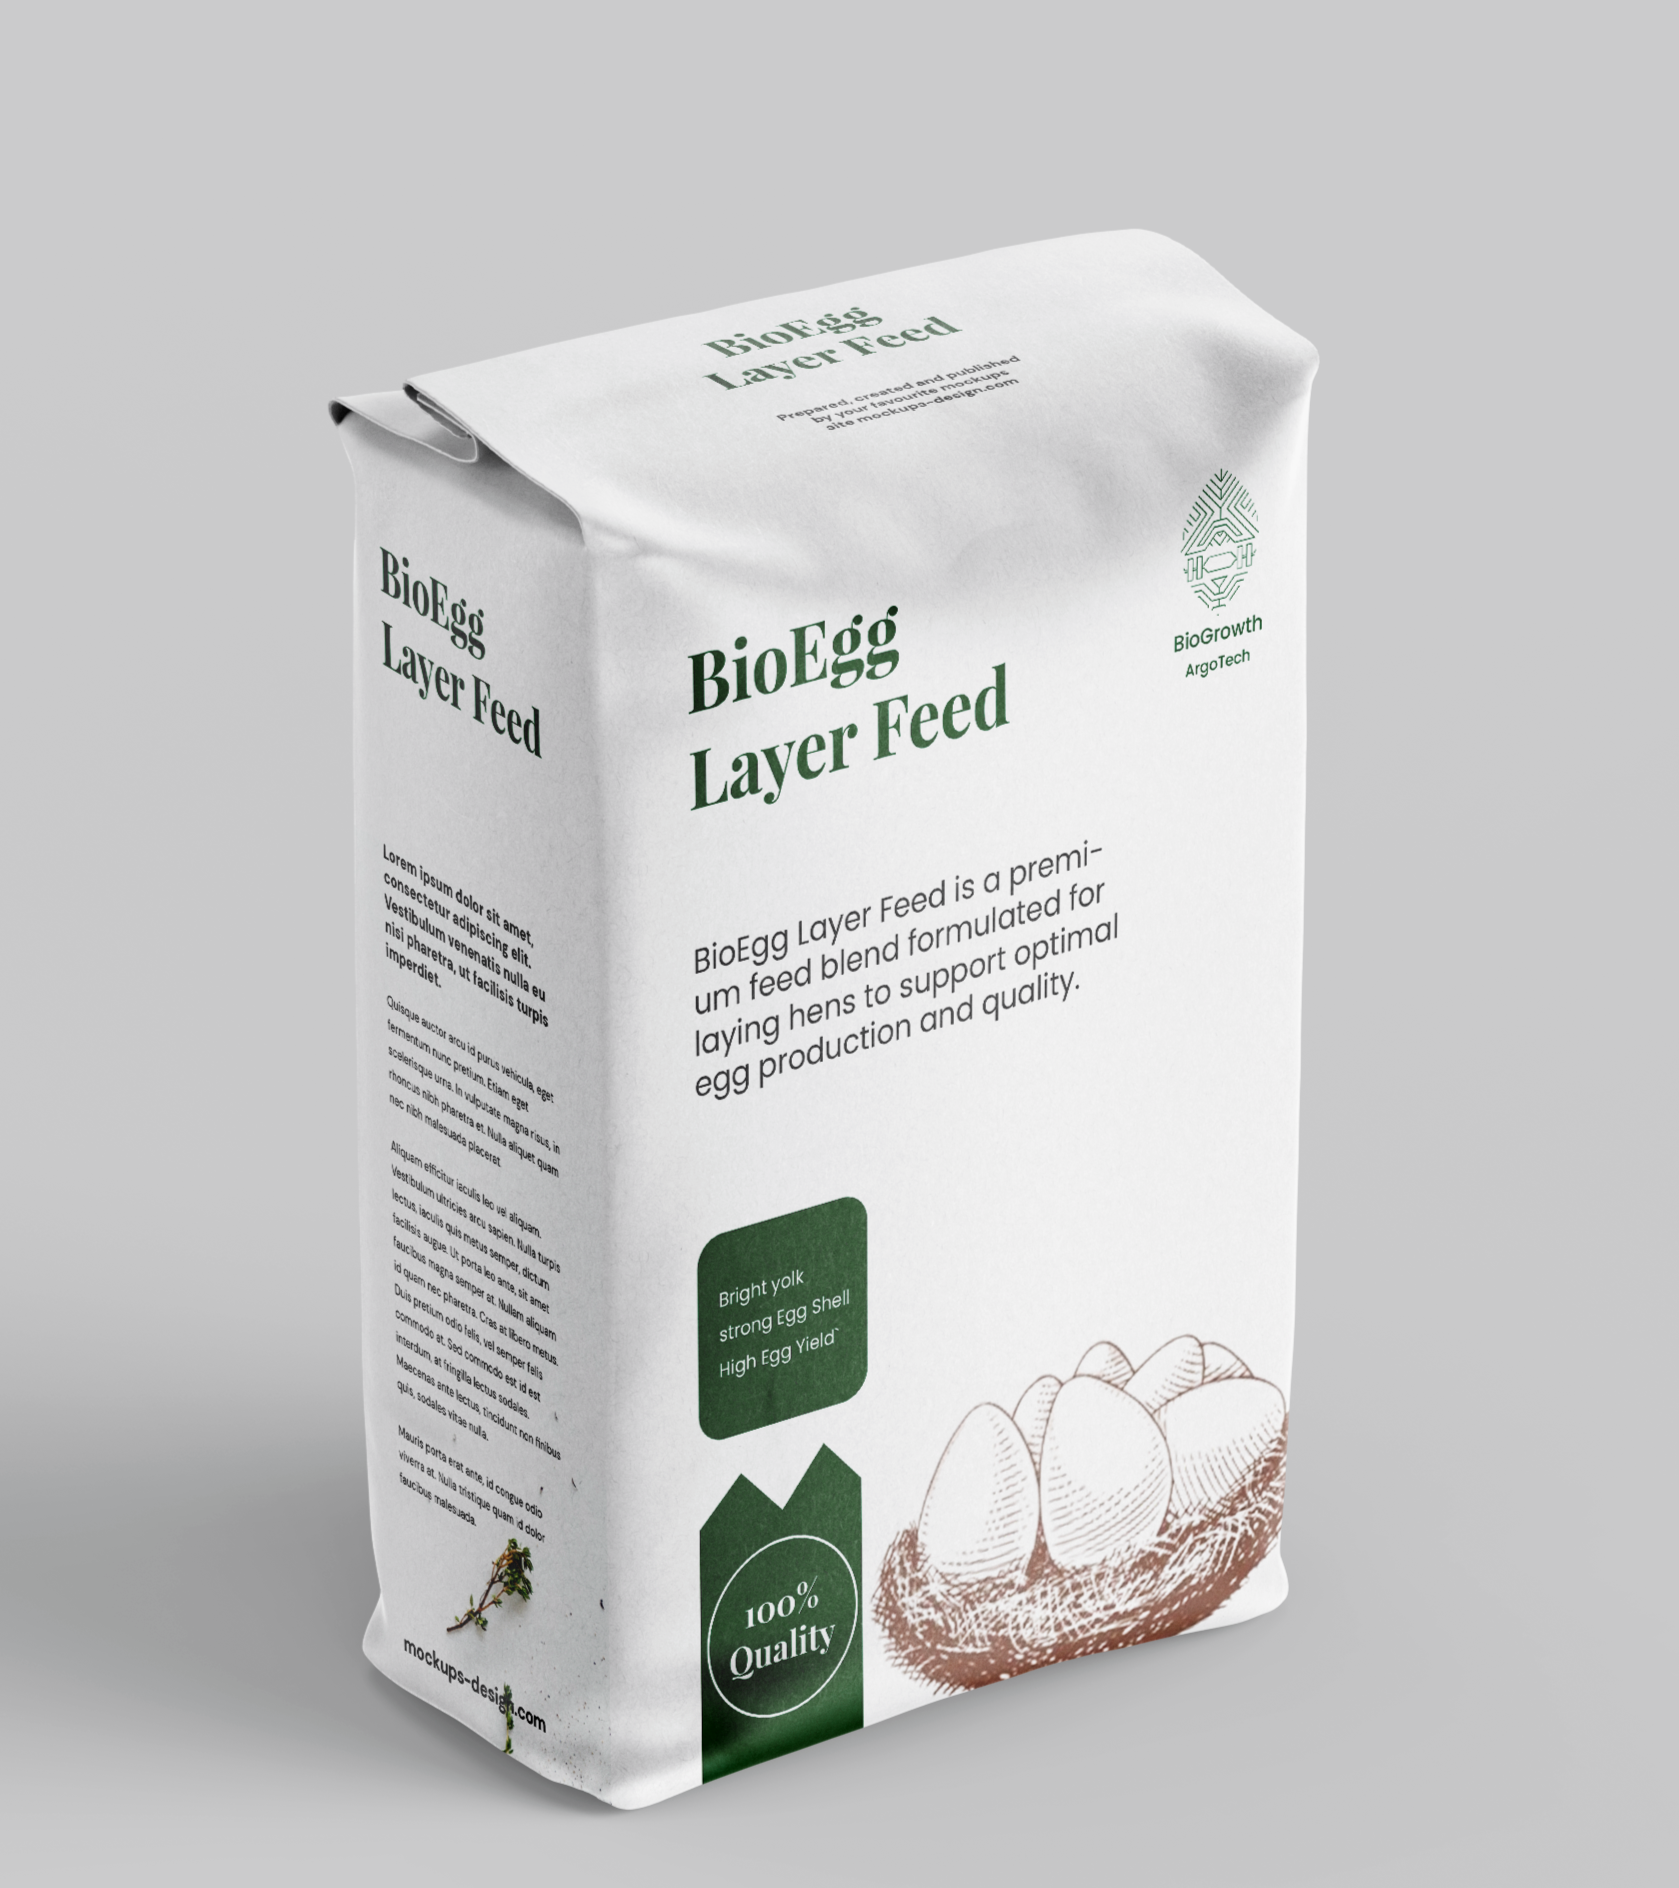 BioEgg
Layer Feed
Prepared, created and published
by your favourite mockups
site mockups-design.com
BioGrowth
ArgoTech
BioEgg
Layer Feed
BioEgg Layer Feed is a premi-
um feed blend formulated for
laying hens to support optimal
egg production and quality.
Bright yolk
strong Egg Shell
High Egg Yield`
100%
Quality
BioEgg
Layer Feed
Lorem ipsum dolor sit amet,
consectetur adipiscing elit.
Vestibulum venenatis nulla eu
nisi pharetra, ut facilisis turpis
imperdiet.
Quisque auctor arcu id purus vehicula, eget
fermentum nunc pretium. Etiam eget
scelerisque urna. In vulputate magna risus, in
rhoncus nibh pharetra et. Nulla aliquet quam
nec nibh malesuada placerat.
Aliquam efficitur iaculis leo vel aliquam.
Vestibulum ultricies arcu sapien. Nulla turpis
lectus, iaculis quis metus semper, dictum
facilisis augue. Ut porta leo ante, sit amet
faucibus magna semper at. Nullam aliquam
id quam nec pharetra. Cras at libero metus.
Duis pretium odio felis, vel semper felis
commodo at. Sed commodo est id est
interdum, at fringilla lectus sodales.
Maecenas ante lectus, tincidunt non finibus
quis, sodales vitae nulla.
Mauris porta erat ante, id congue odio
viverra at. Nulla tristique quam id dolor
faucibus malesuada.
mockups-design.com